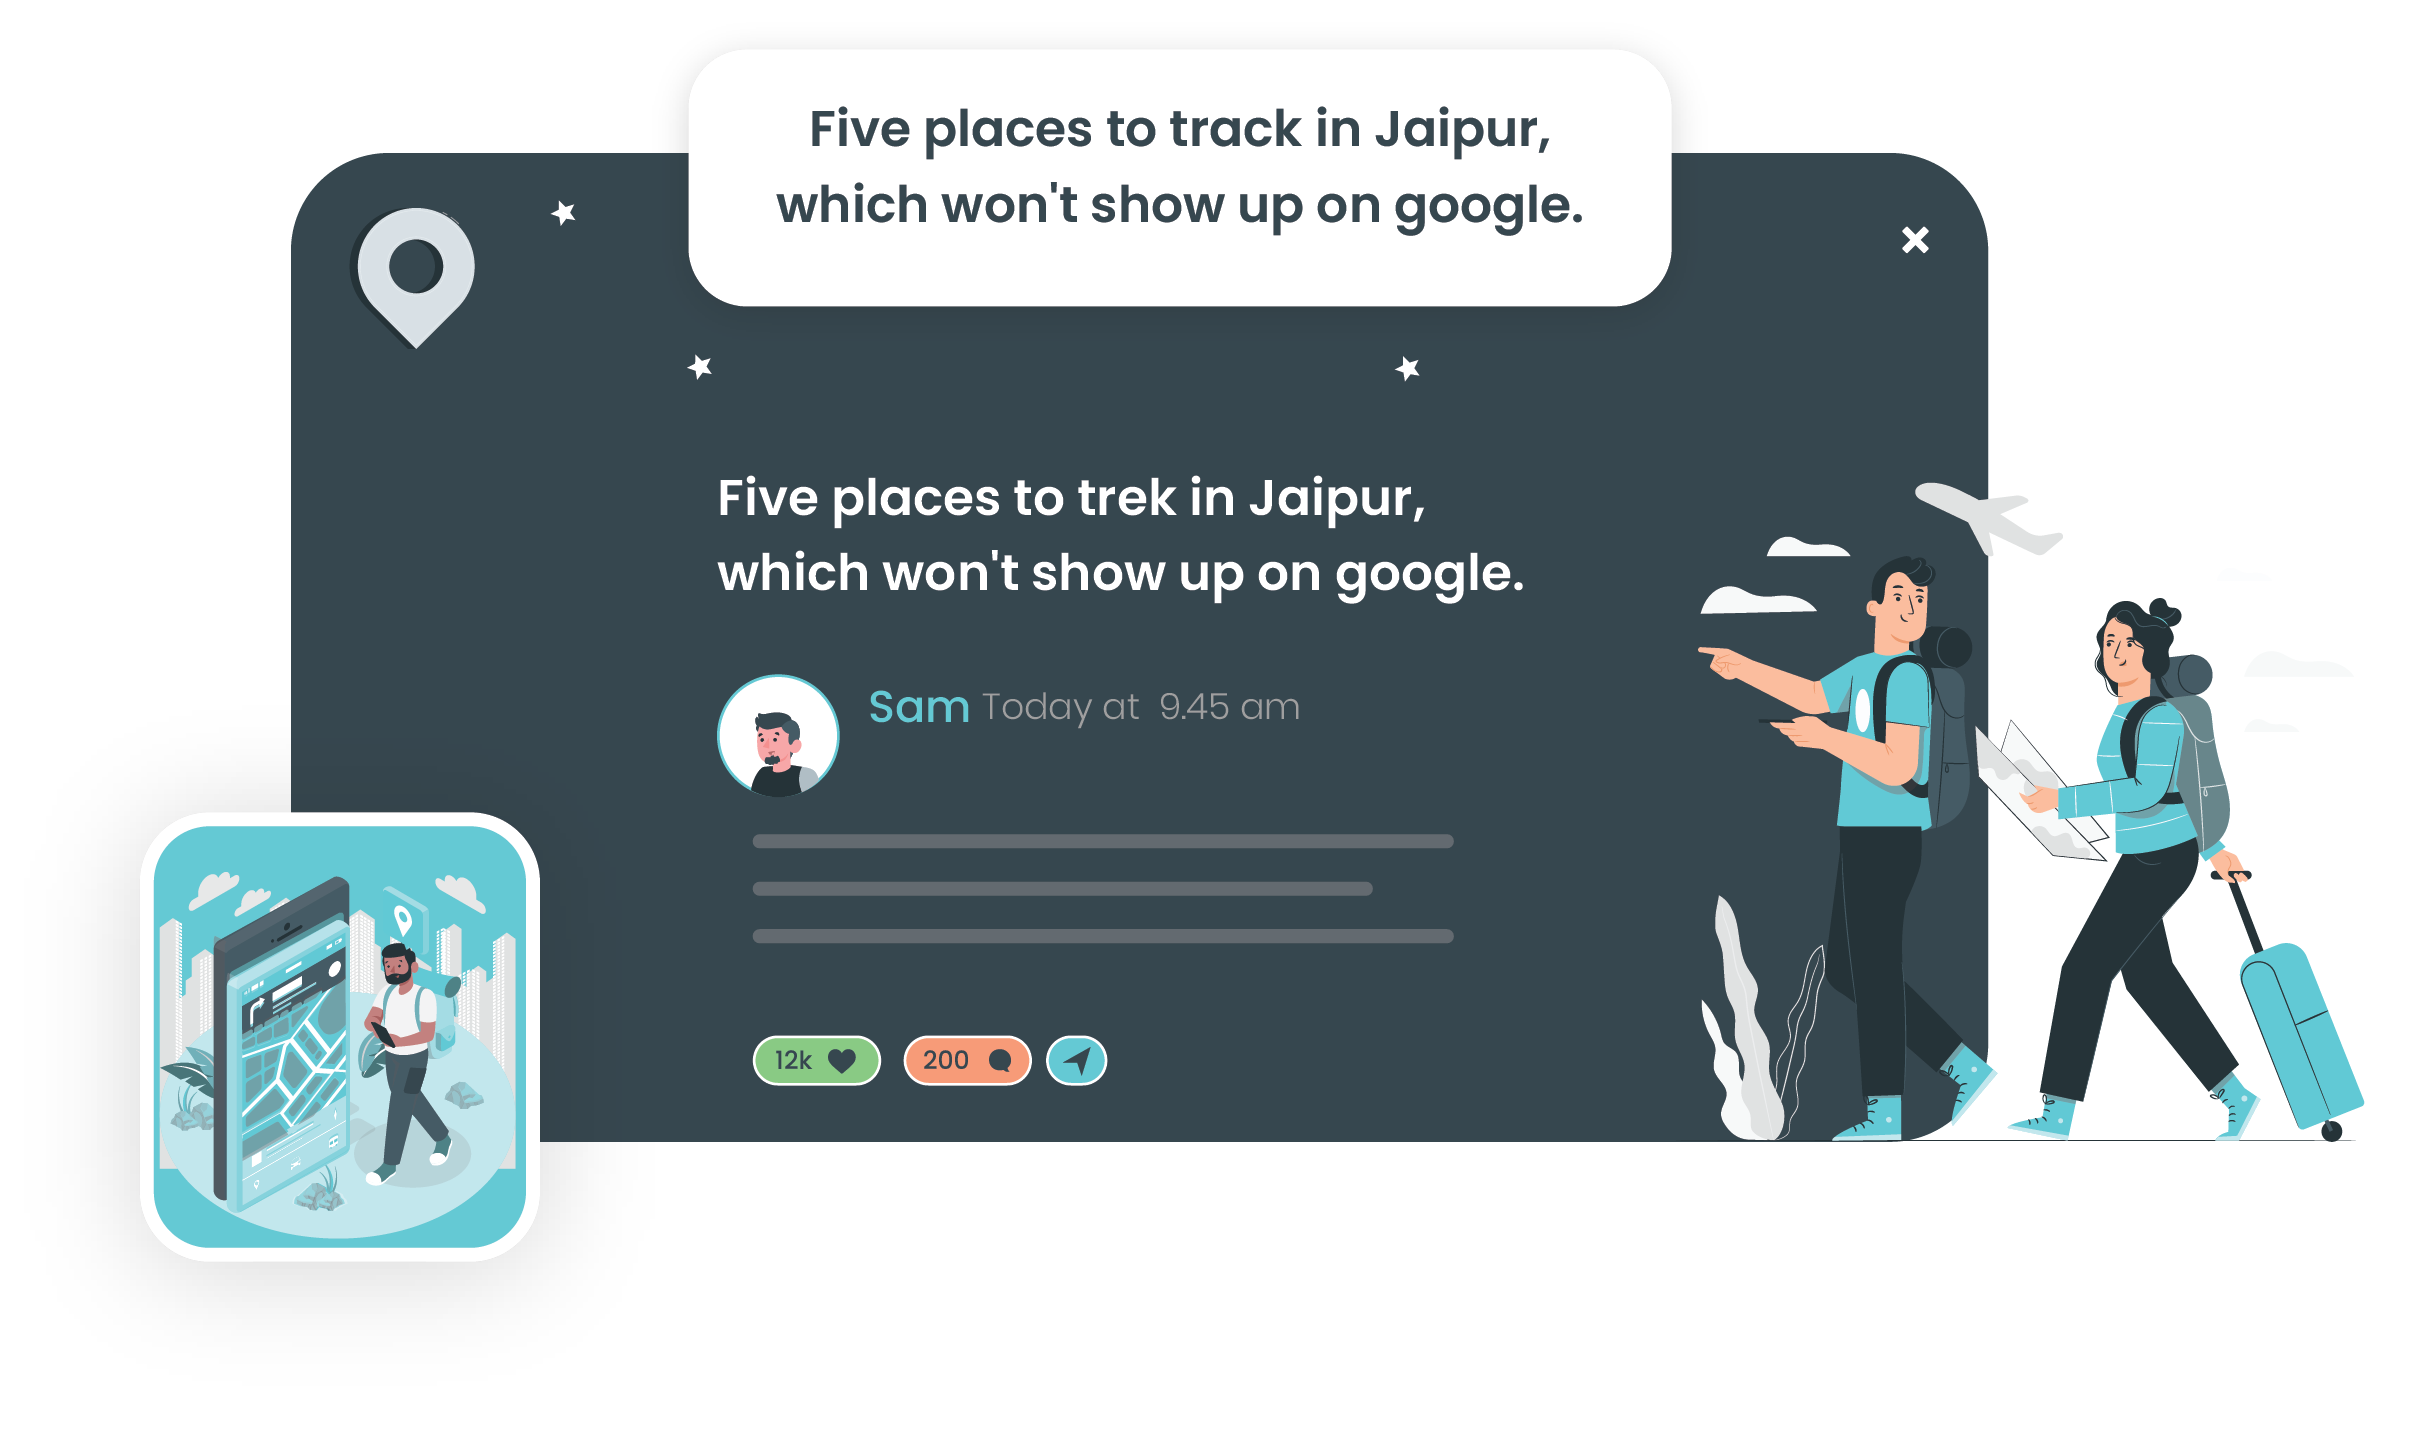 Five places to track in Jaipur,
which won't show up on google.
Five places to trek in Jaipur,
which won't show up on google.
Sam Today at 9.45 am
12k
200